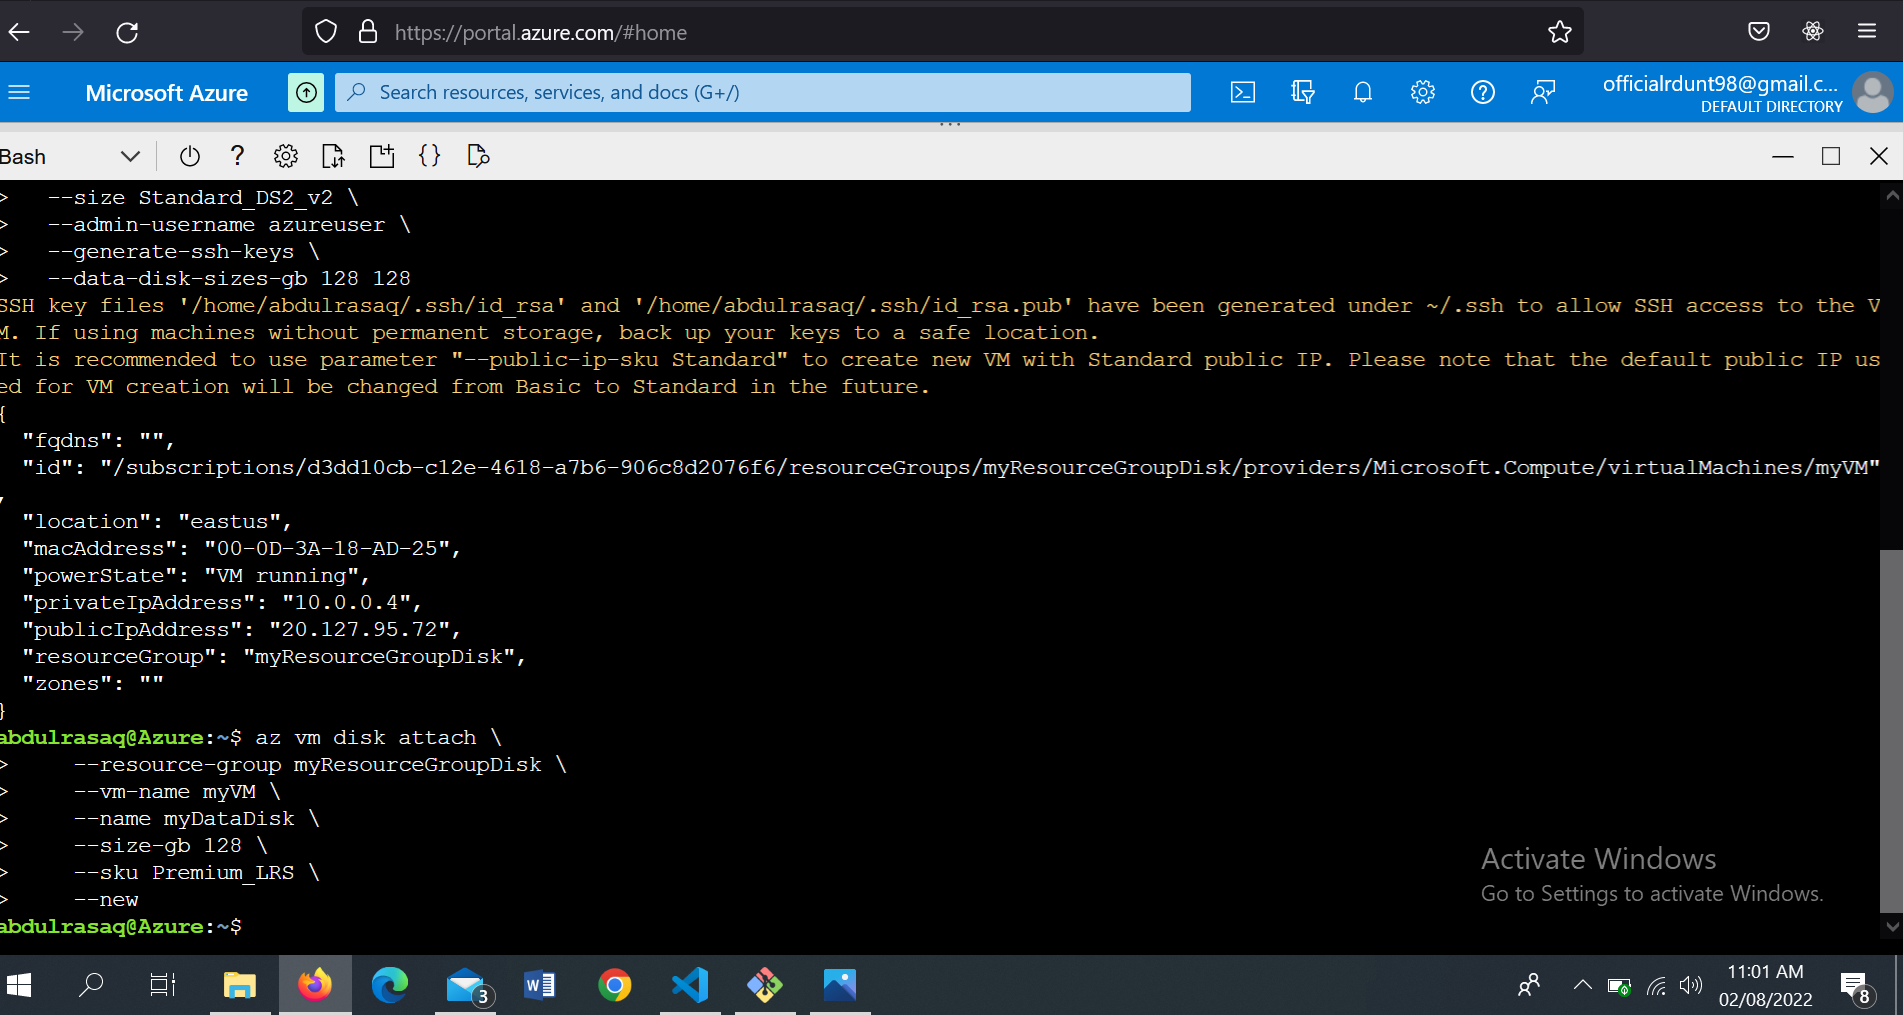 https://portal.azure.com/#home
Microsoft Azure
Search resources, services, and docs (G+/)
officialrdunt98@gmail.c...
DEFAULT DIRECTORY
Bash
>   --size Standard_DS2_v2 \
>   --admin-username azureuser \
>   --generate-ssh-keys \
>   --data-disk-sizes-gb 128 128
SSH key files '/home/abdulrasaq/.ssh/id_rsa' and '/home/abdulrasaq/.ssh/id_rsa.pub' have been generated under ~/.ssh to allow SSH access to the V
M. If using machines without permanent storage, back up your keys to a safe location.
It is recommended to use parameter "--public-ip-sku Standard" to create new VM with Standard public IP. Please note that the default public IP us
ed for VM creation will be changed from Basic to Standard in the future.
{
  "fqdns": "",
  "id": "/subscriptions/d3dd10cb-c12e-4618-a7b6-906c8d2076f6/resourceGroups/myResourceGroupDisk/providers/Microsoft.Compute/virtualMachines/myVM"
,
  "location": "eastus",
  "macAddress": "00-0D-3A-18-AD-25",
  "powerState": "VM running",
  "privateIpAddress": "10.0.0.4",
  "publicIpAddress": "20.127.95.72",
  "resourceGroup": "myResourceGroupDisk",
  "zones": ""
}
abdulrasaq@Azure:~$ az vm disk attach \
>     --resource-group myResourceGroupDisk \
>     --vm-name myVM \
>     --name myDataDisk \
>     --size-gb 128 \
>     --sku Premium_LRS \
>     --new
abdulrasaq@Azure:~$
Activate Windows
Go to Settings to activate Windows.
3
11:01 AM
02/08/2022
8